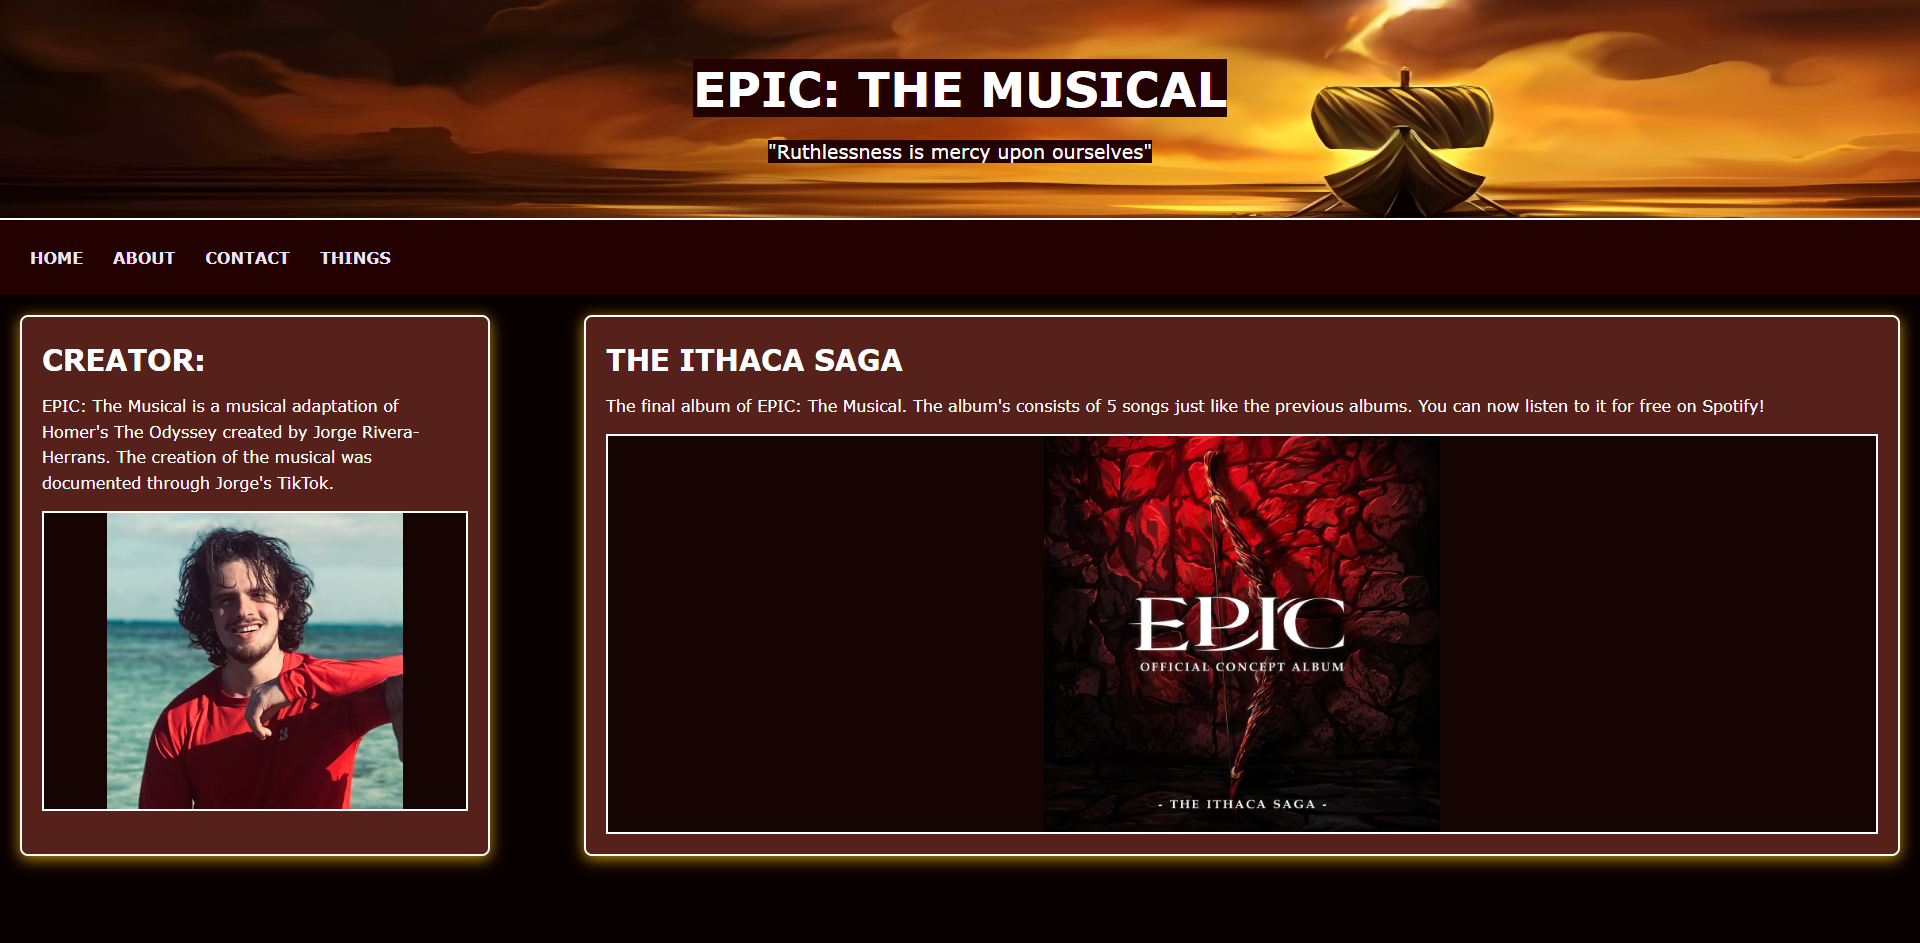 EPIC: THE MUSICAL
"Ruthlessness is mercy upon ourselves"
HOME ABOUT CONTACT THINGS
CREATOR:
EPIC: The Musical is a musical adaptation of
Homer's The Odyssey created by Jorge Rivera-
Herrans. The creation of the musical was
documented through Jorge's TikTok.
THE ITHACA SAGA
The final album of EPIC: The Musical. The album's consists of 5 songs just like the previous albums. You can now listen to it for free on Spotify!
EPIC
OFFICIAL CONCEPT ALBUM
- THE ITHACA SAGA -